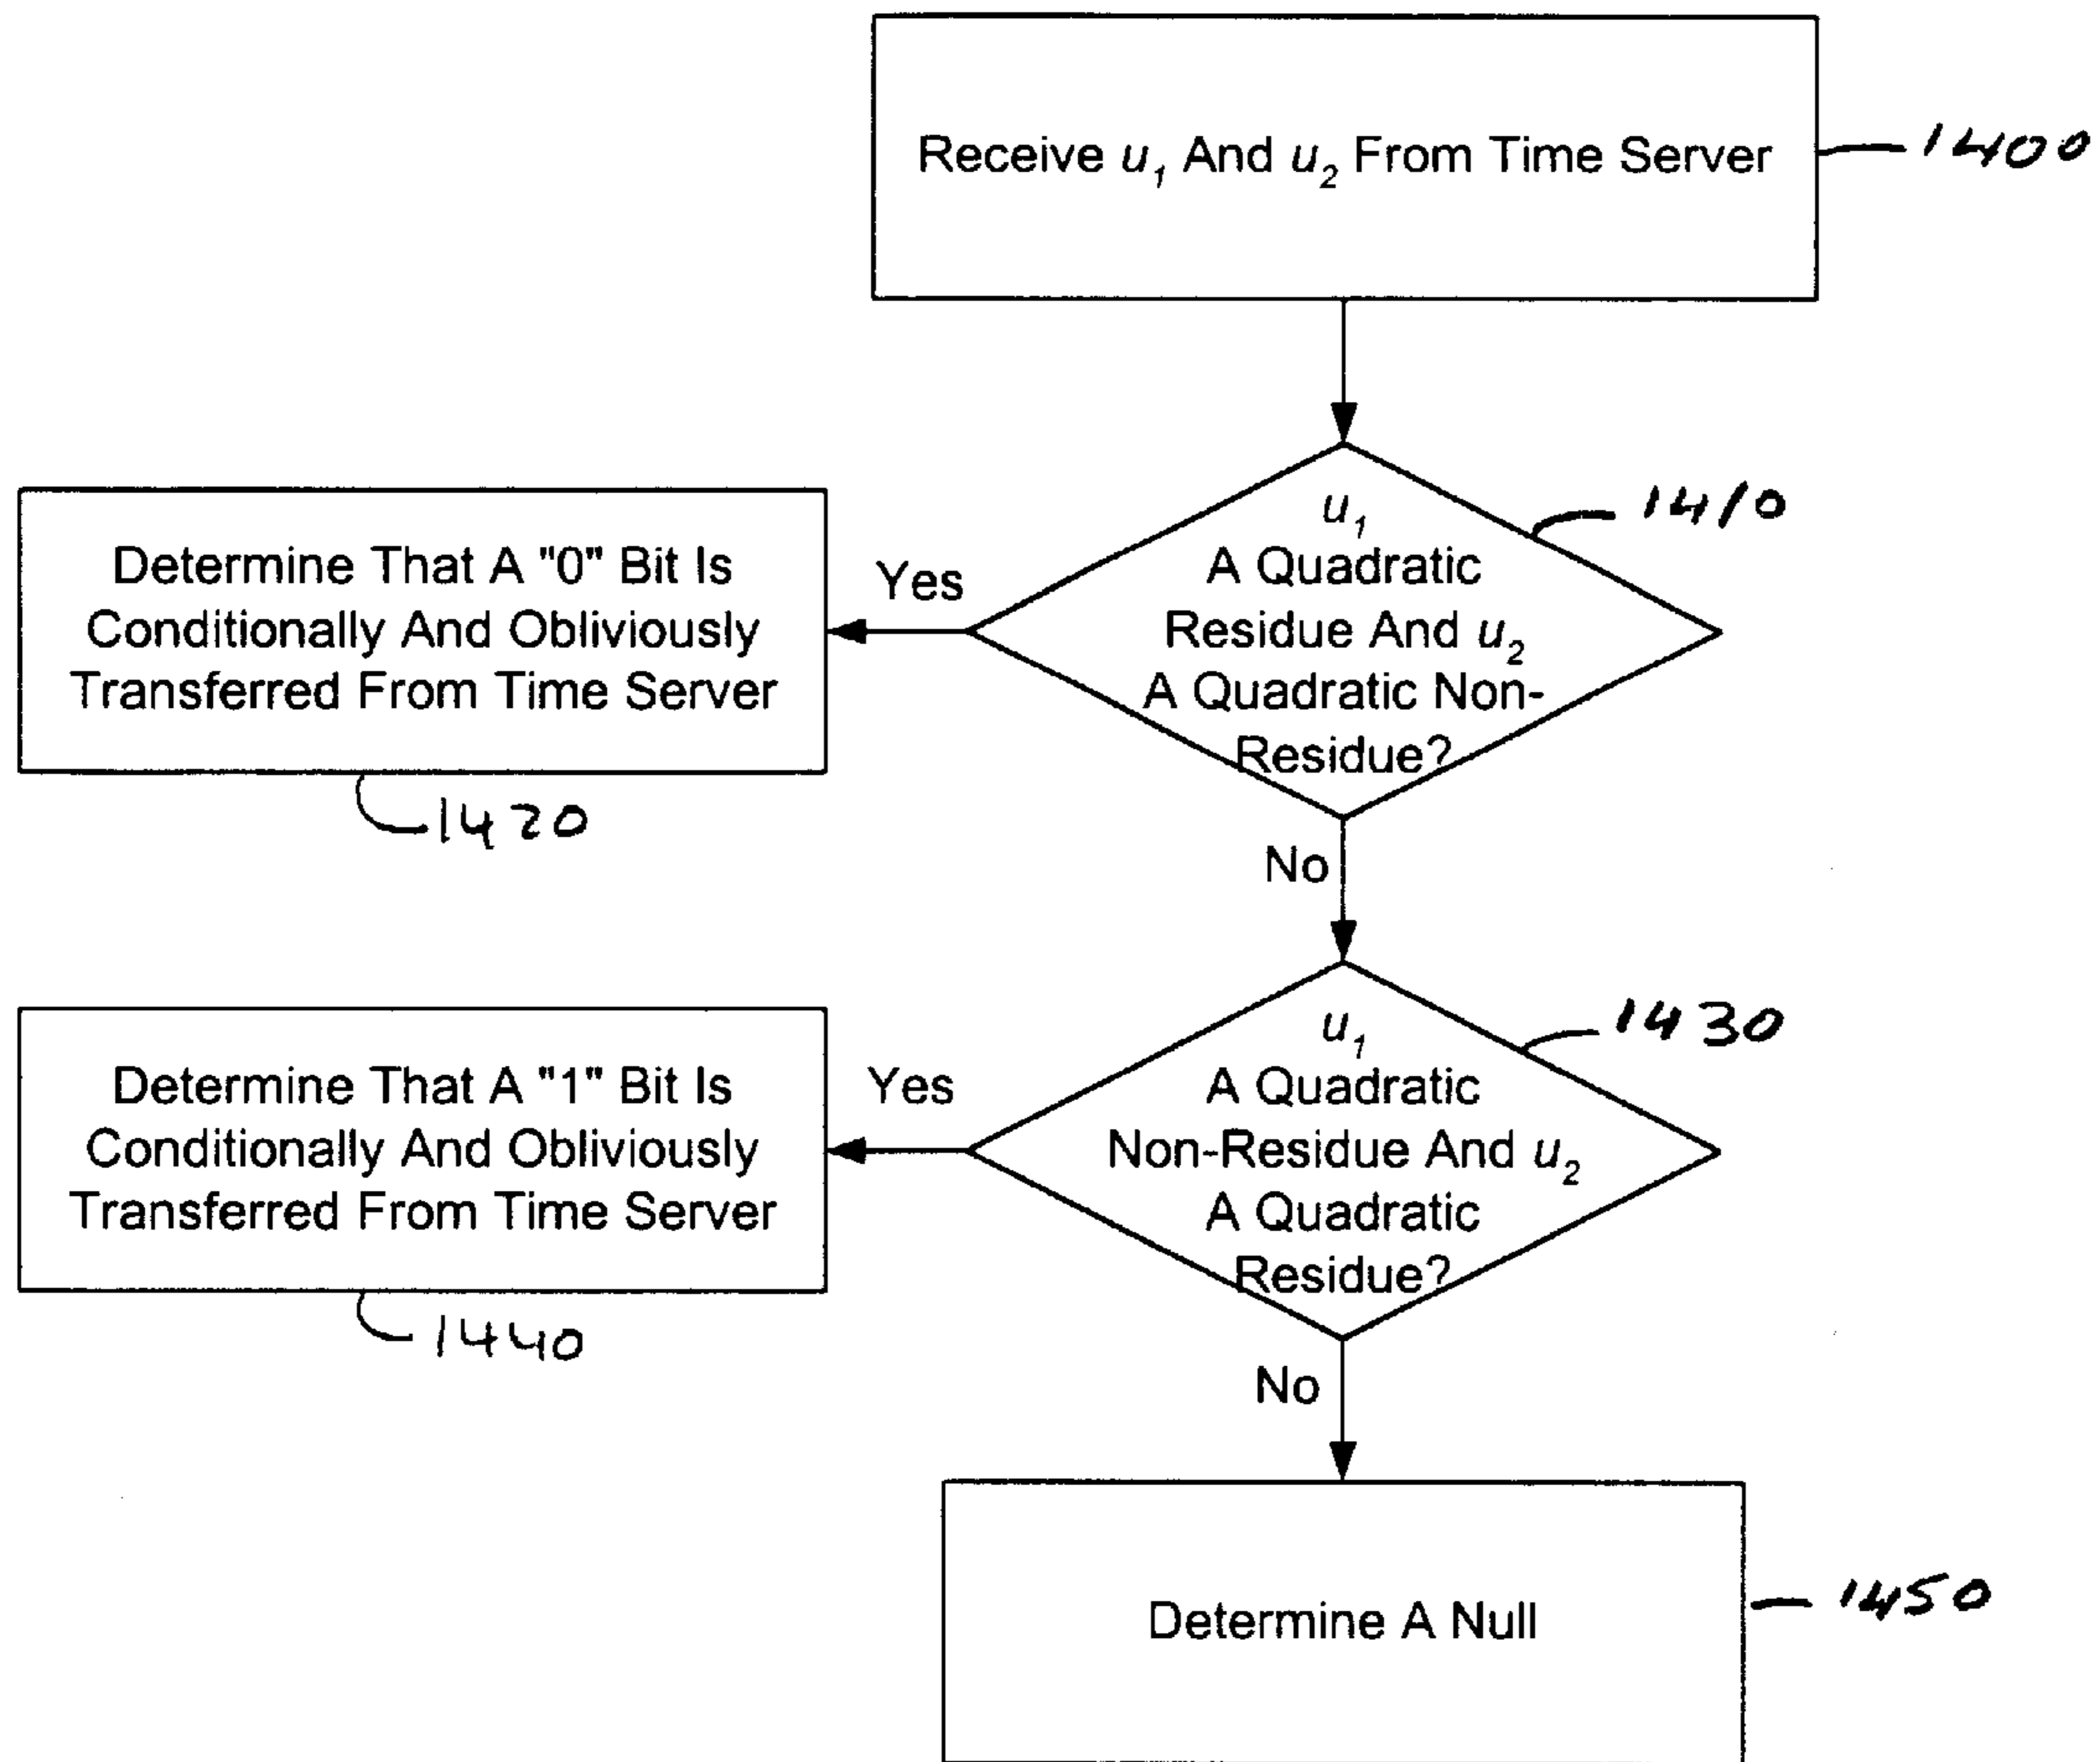 Receive u₁ And u₂ From Time Server
1400
u₁
A Quadratic
Residue And u₂
A Quadratic Non-
Residue?
1410
Yes
Determine That A "0" Bit Is
Conditionally And Obliviously
Transferred From Time Server
1420
No
u₁
A Quadratic
Non-Residue And u₂
A Quadratic
Residue?
1430
Yes
Determine That A "1" Bit Is
Conditionally And Obliviously
Transferred From Time Server
1440
No
Determine A Null
1450